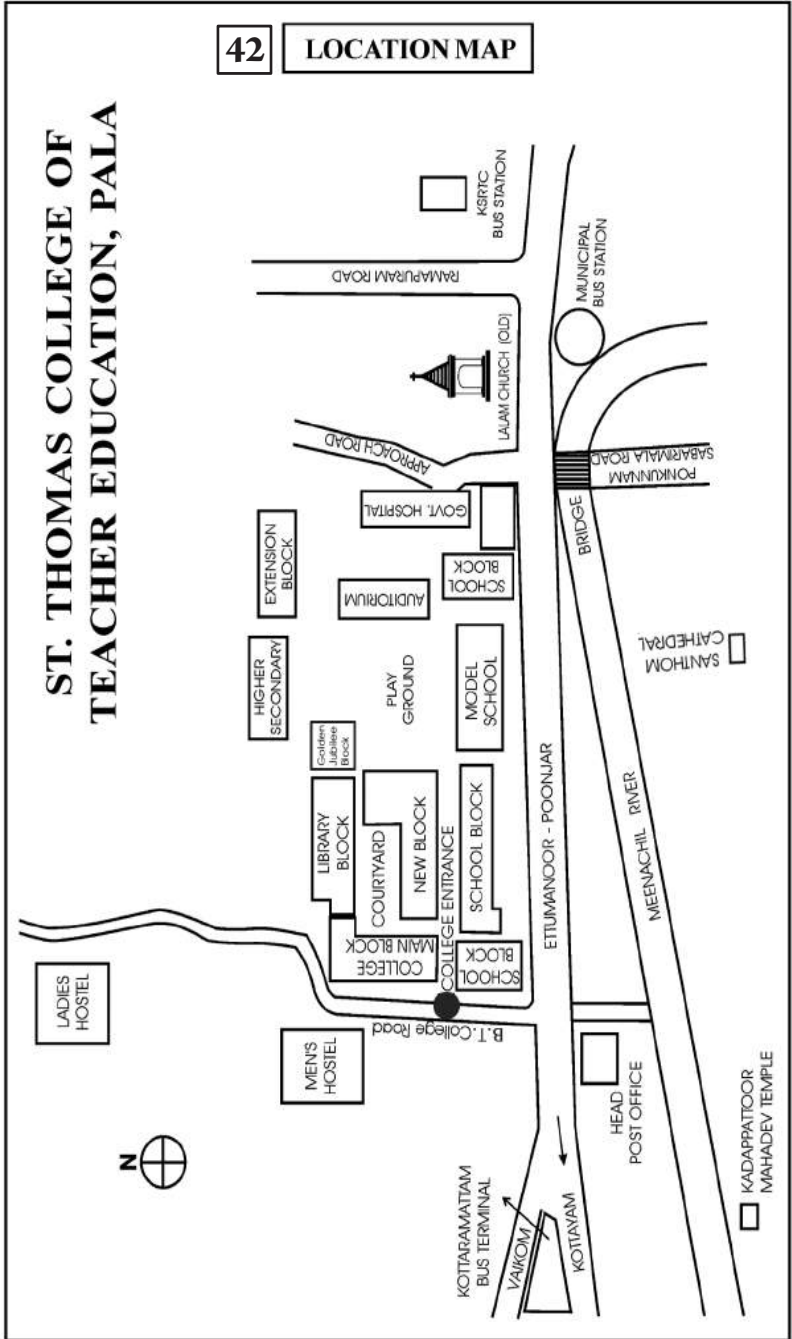 42
LOCATION MAP
ST. THOMAS COLLEGE OF
TEACHER EDUCATION, PALA
N
LADIES
HOSTEL
MEN'S
HOSTEL
B.T.College Road
COLLEGE ENTRANCE
COLLEGE
MAIN BLOCK
SCHOOL
BLOCK
LIBRARY
BLOCK
COURTYARD
NEW BLOCK
SCHOOL BLOCK
Golden
Jubilee
Block
HIGHER
SECONDARY
EXTENSION
BLOCK
PLAY
GROUND
AUDITORIUM
MODEL
SCHOOL
SCHOOL
BLOCK
GOVT. HOSPITAL
APPROACH ROAD
LALAM CHURCH (OLD)
RAMAPURAM ROAD
KSRTC
BUS STATION
MUNICIPAL
BUS STATION
ETTUMANOOR - POONJAR
BRIDGE
PONKUNNAM
SABARIMALA ROAD
MEENACHIL RIVER
SANTHOM
CATHEDRAL
HEAD
POST OFFICE
KOTTARAMATTAM
BUS TERMINAL
VAIKOM
KOTTAYAM
KADAPPATTOOR
MAHADEV TEMPLE